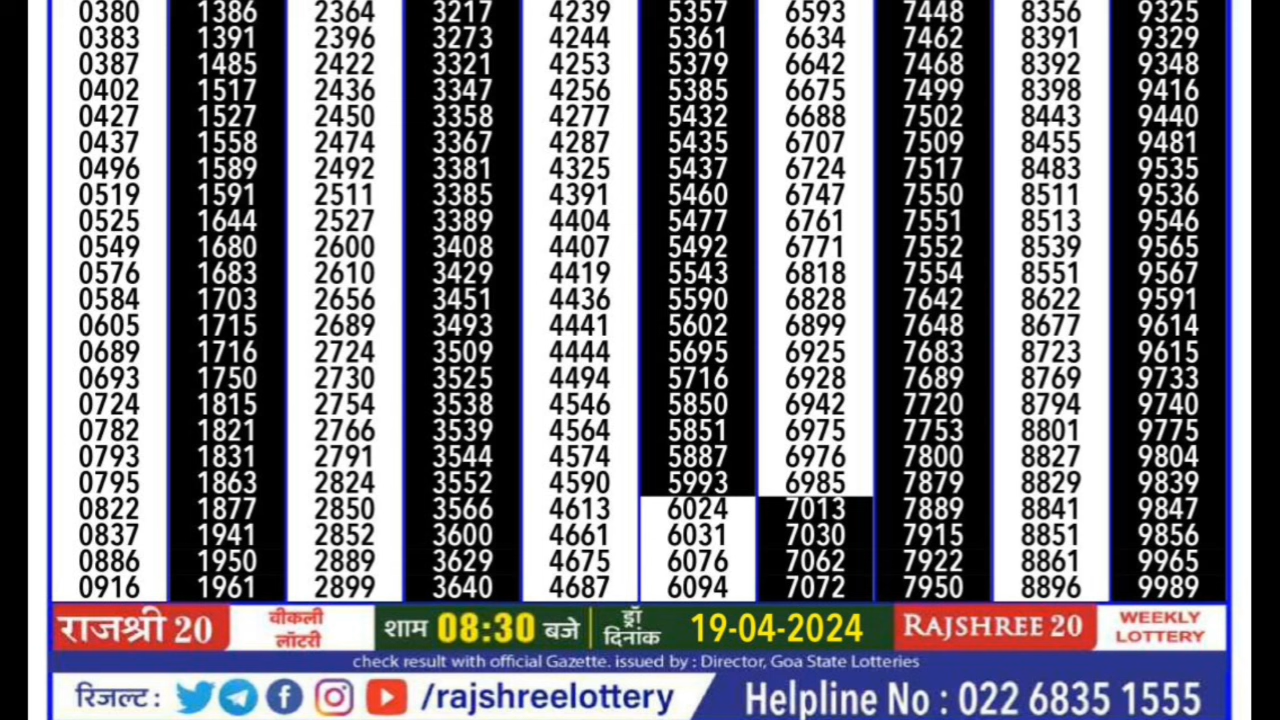 0380 1386 2364 3217 4239 5357 6593 7448 8356 9325
0383 1391 2396 3273 4244 5361 6634 7462 8391 9329
0387 1485 2422 3321 4253 5379 6642 7468 8392 9348
0402 1517 2436 3347 4256 5385 6675 7499 8398 9416
0427 1527 2450 3358 4277 5432 6688 7502 8443 9440
0437 1558 2474 3367 4287 5435 6707 7509 8455 9481
0496 1589 2492 3381 4325 5437 6724 7517 8483 9535
0519 1591 2511 3385 4391 5460 6747 7550 8511 9536
0525 1644 2527 3389 4404 5477 6761 7551 8513 9546
0549 1680 2600 3408 4407 5492 6771 7552 8539 9565
0576 1683 2610 3429 4419 5543 6818 7554 8551 9567
0584 1703 2656 3451 4436 5590 6828 7642 8622 9591
0605 1715 2689 3493 4441 5602 6899 7648 8677 9614
0689 1716 2724 3509 4444 5695 6925 7683 8723 9615
0693 1750 2730 3525 4494 5716 6928 7689 8769 9733
0724 1815 2754 3538 4546 5850 6942 7720 8794 9740
0782 1821 2766 3539 4564 5851 6975 7753 8801 9775
0793 1831 2791 3544 4574 5887 6976 7800 8827 9804
0795 1863 2824 3552 4590 5993 6985 7879 8829 9839
0822 1877 2850 3566 4613 6024 7013 7889 8841 9847
0837 1941 2852 3600 4661 6031 7030 7915 8851 9856
0886 1950 2889 3629 4675 6076 7062 7922 8861 9965
0916 1961 2899 3640 4687 6094 7072 7950 8896 9989
राजश्री 20 वीकली लॉटरी शाम 08:30 बजे ड्रॉ दिनांक 19-04-2024 RAJSHREE 20 WEEKLY LOTTERY
check result with official Gazette. issued by : Director, Goa State Lotteries
रिजल्ट : /rajshreelottery Helpline No : 022 6835 1555